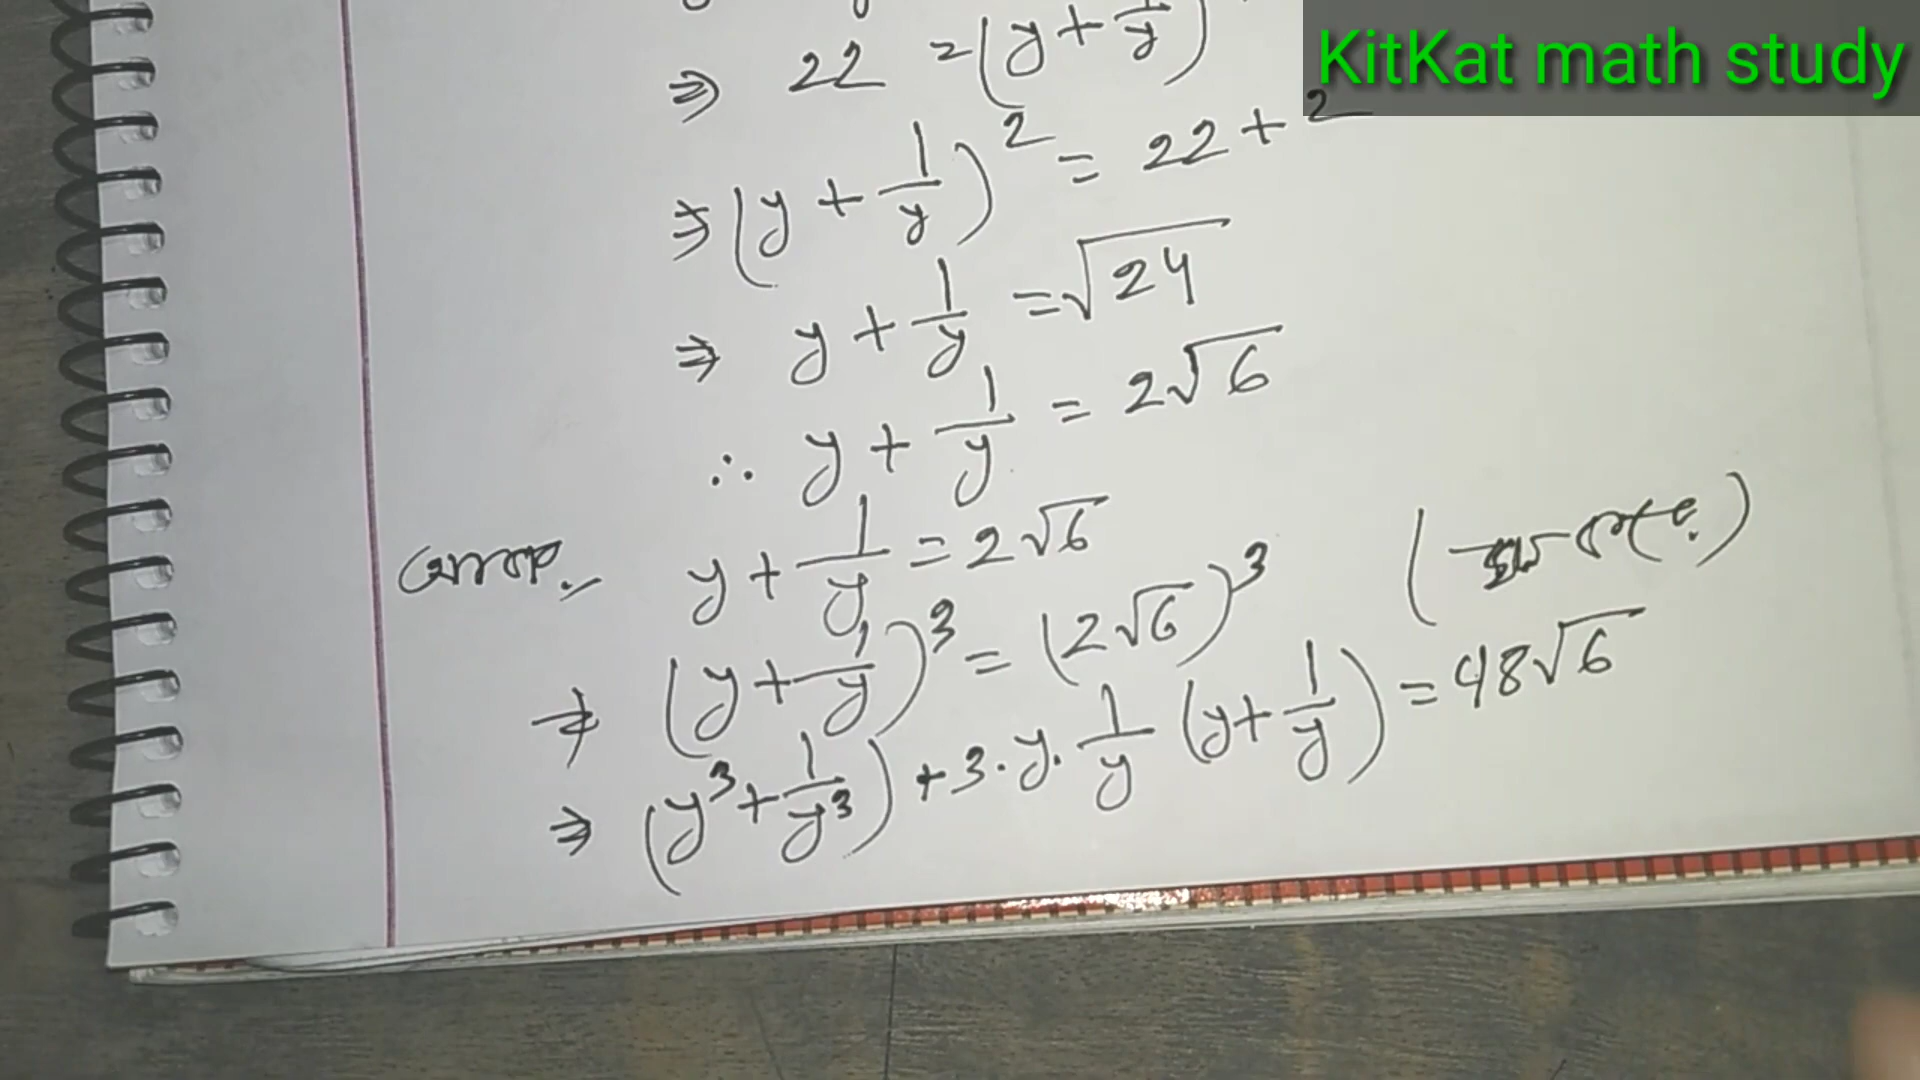 KitKat math study
⇒ 22 = (y + 1/y)
⇒ (y + 1/y)² = 22 + 2
⇒ y + 1/y = √24
⇒ y + 1/y = 2√6
∴ y + 1/y = 2√6
⇒ (y + 1/y)³ = (2√6)³
⇒ (y³ + 1/y³) + 3 · y · 1/y (y + 1/y) = 48√6